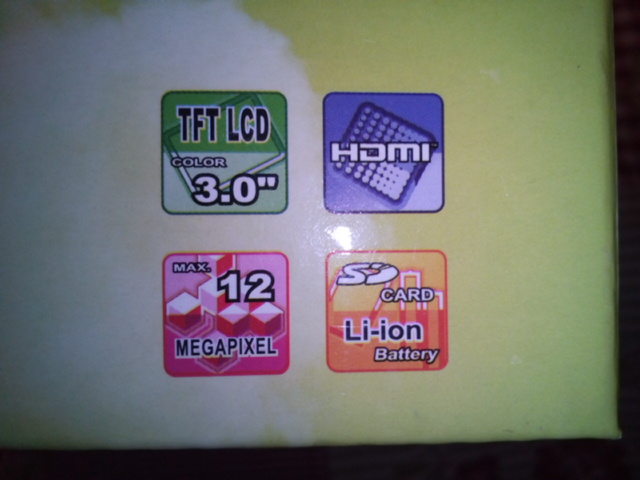 TFT LCD
COLOR
3.0"
HDMI
MAX. 12
MEGAPIXEL
SD
CARD
Li-ion
Battery